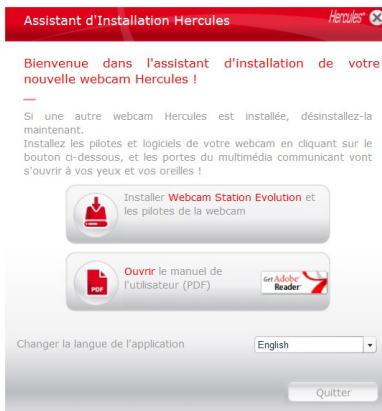 Assistant d'Installation Hercules
Hercules
Bienvenue dans l'assistant d'installation de votre
nouvelle webcam Hercules !
Si une autre webcam Hercules est installée, désinstallez-la
maintenant.
Installez les pilotes et logiciels de votre webcam en cliquant sur le
bouton ci-dessous, et les portes du multimédia communicant vont
s'ouvrir à vos yeux et vos oreilles !
Installer Webcam Station Evolution et
les pilotes de la webcam
PDF
Ouvrir le manuel de
l'utilisateur (PDF)
Get Adobe
Reader
Changer la langue de l'application
English
Quitter